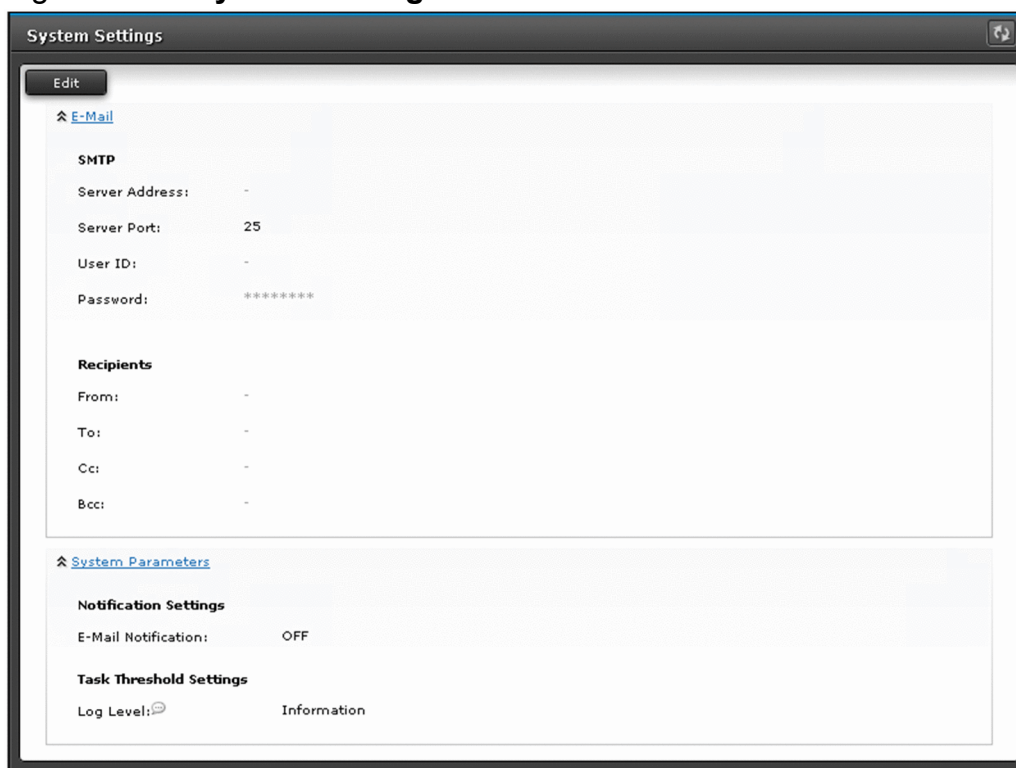 System Settings
Edit
E-Mail
SMTP
Server Address: -
Server Port: 25
User ID: -
Password: ********
Recipients
From: -
To: -
Cc: -
Bcc: -
System Parameters
Notification Settings
E-Mail Notification: OFF
Task Threshold Settings
Log Level: Information